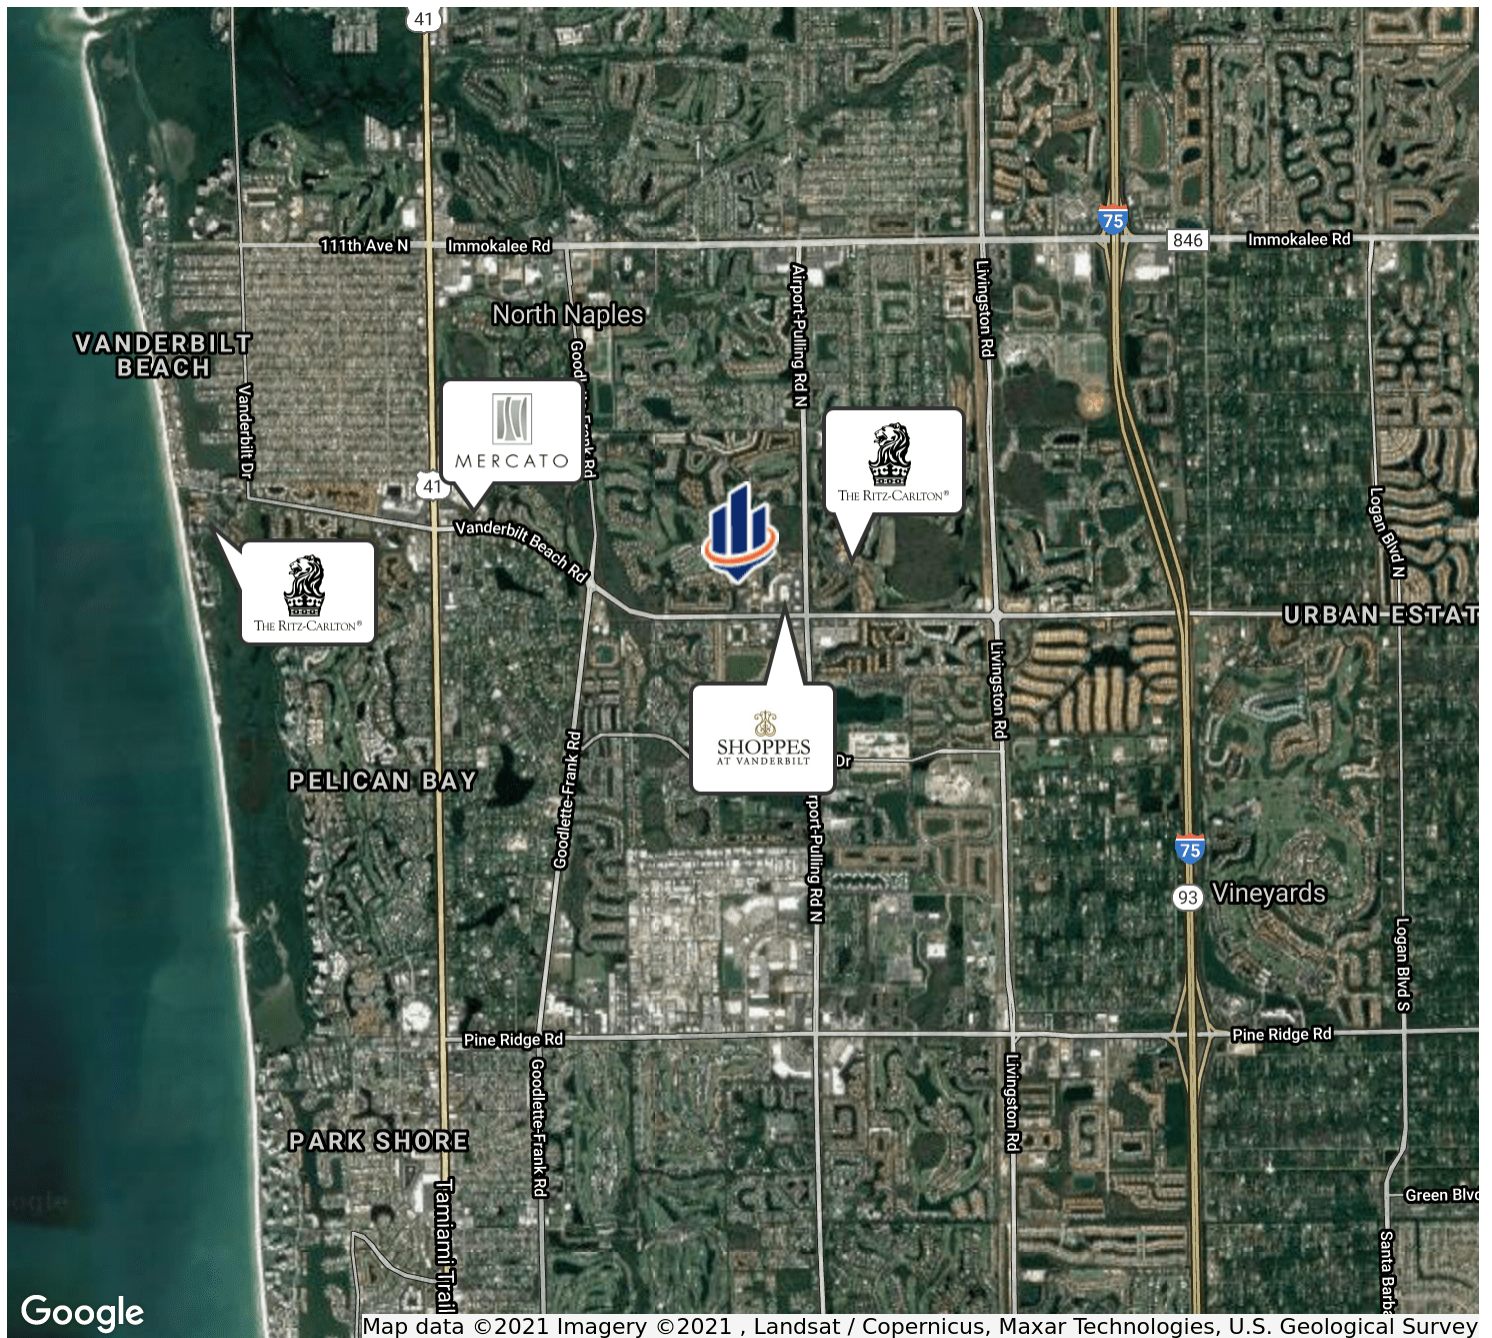 41
75
846
111th Ave N
Immokalee Rd
Immokalee Rd
Airport-Pulling Rd N
Livingston Rd
North Naples
VANDERBILT
BEACH
Vanderbilt Dr
Goodlette-Frank Rd
MERCATO
THE RITZ-CARLTON®
41
Logan Blvd N
Vanderbilt Beach Rd
THE RITZ-CARLTON®
URBAN ESTAT
Livingston Rd
SHOPPES
AT VANDERBILT
Dr
Goodlette-Frank Rd
PELICAN BAY
rport-Pulling Rd N
75
93
Vineyards
Logan Blvd S
Pine Ridge Rd
Pine Ridge Rd
Goodlette-Frank Rd
Livingston Rd
PARK SHORE
Tamiami Trail
Green Blvd
Santa Barba
Google
Map data ©2021 Imagery ©2021 , Landsat / Copernicus, Maxar Technologies, U.S. Geological Survey